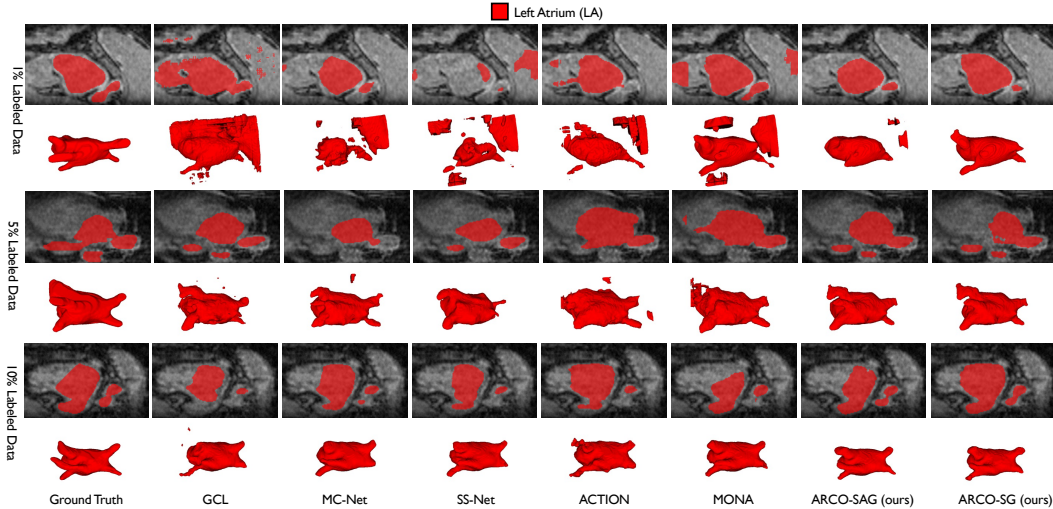 Left Atrium (LA)
1% Labeled Data
5% Labeled Data
10% Labeled Data
Ground Truth
GCL
MC-Net
SS-Net
ACTION
MONA
ARCO-SAG (ours)
ARCO-SG (ours)